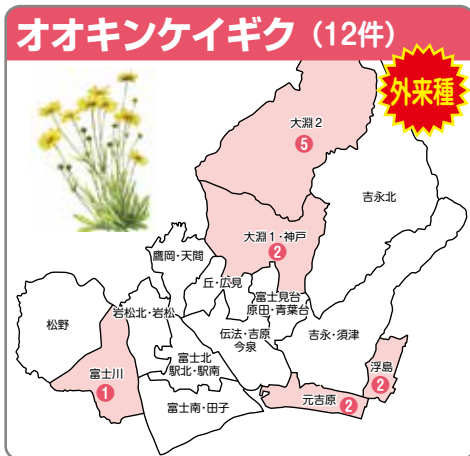 オオキンケイギク（12件）
外来種
大淵2
5
吉永北
大淵1・神戸
2
鷹岡・天間
丘・広見
富士見台
原田・青葉台
岩松北・岩松
松野
伝法・吉原
今泉
吉永・須津
富士北
駅北・駅南
浮島
2
富士川
1
元吉原
2
富士南・田子